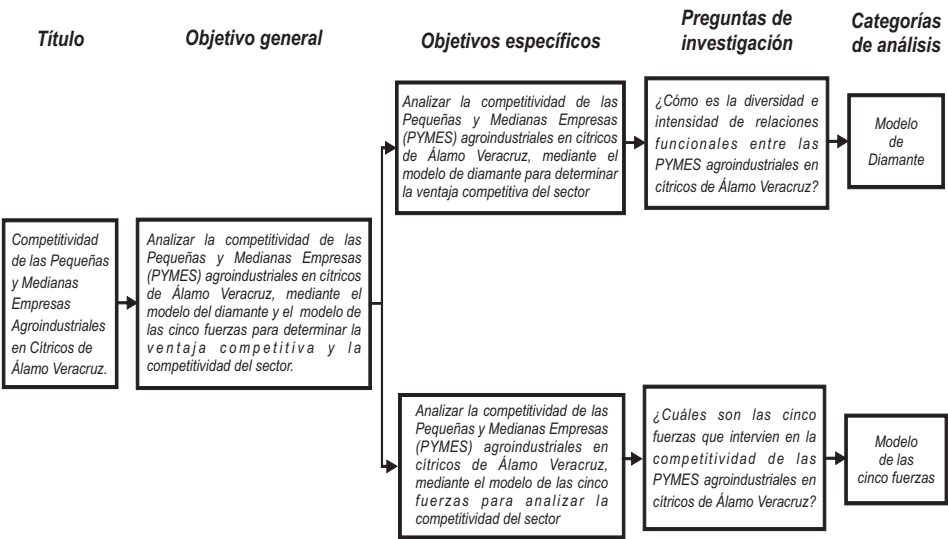 Título
Objetivo general
Objetivos específicos
Preguntas de
investigación
Categorías
de análisis
Competitividad
de las Pequeñas
y Medianas
Empresas
Agroindustriales
en Cítricos de
Álamo Veracruz.
Analizar la competitividad de las
Pequeñas y Medianas Empresas
(PYMES) agroindustriales en cítricos
de Álamo Veracruz, mediante el
modelo del diamante y el modelo de
las cinco fuerzas para determinar la
ventaja competitiva y la
competitividad del sector.
Analizar la competitividad de las
Pequeñas y Medianas Empresas
(PYMES) agroindustriales en cítricos
de Álamo Veracruz, mediante el
modelo de diamante para determinar
la ventaja competitiva del sector
¿Cómo es la diversidad e
intensidad de relaciones
funcionales entre las
PYMES agroindustriales en
cítricos de Álamo Veracruz?
Modelo
de
Diamante
Analizar la competitividad de las
Pequeñas y Medianas Empresas
(PYMES) agroindustriales en
cítricos de Álamo Veracruz,
mediante el modelo de las cinco
fuerzas para analizar la
competitividad del sector
¿Cuáles son las cinco
fuerzas que intervien en la
competitividad de las
PYMES agroindustriales en
cítricos de Álamo Veracruz?
Modelo
de las
cinco fuerzas